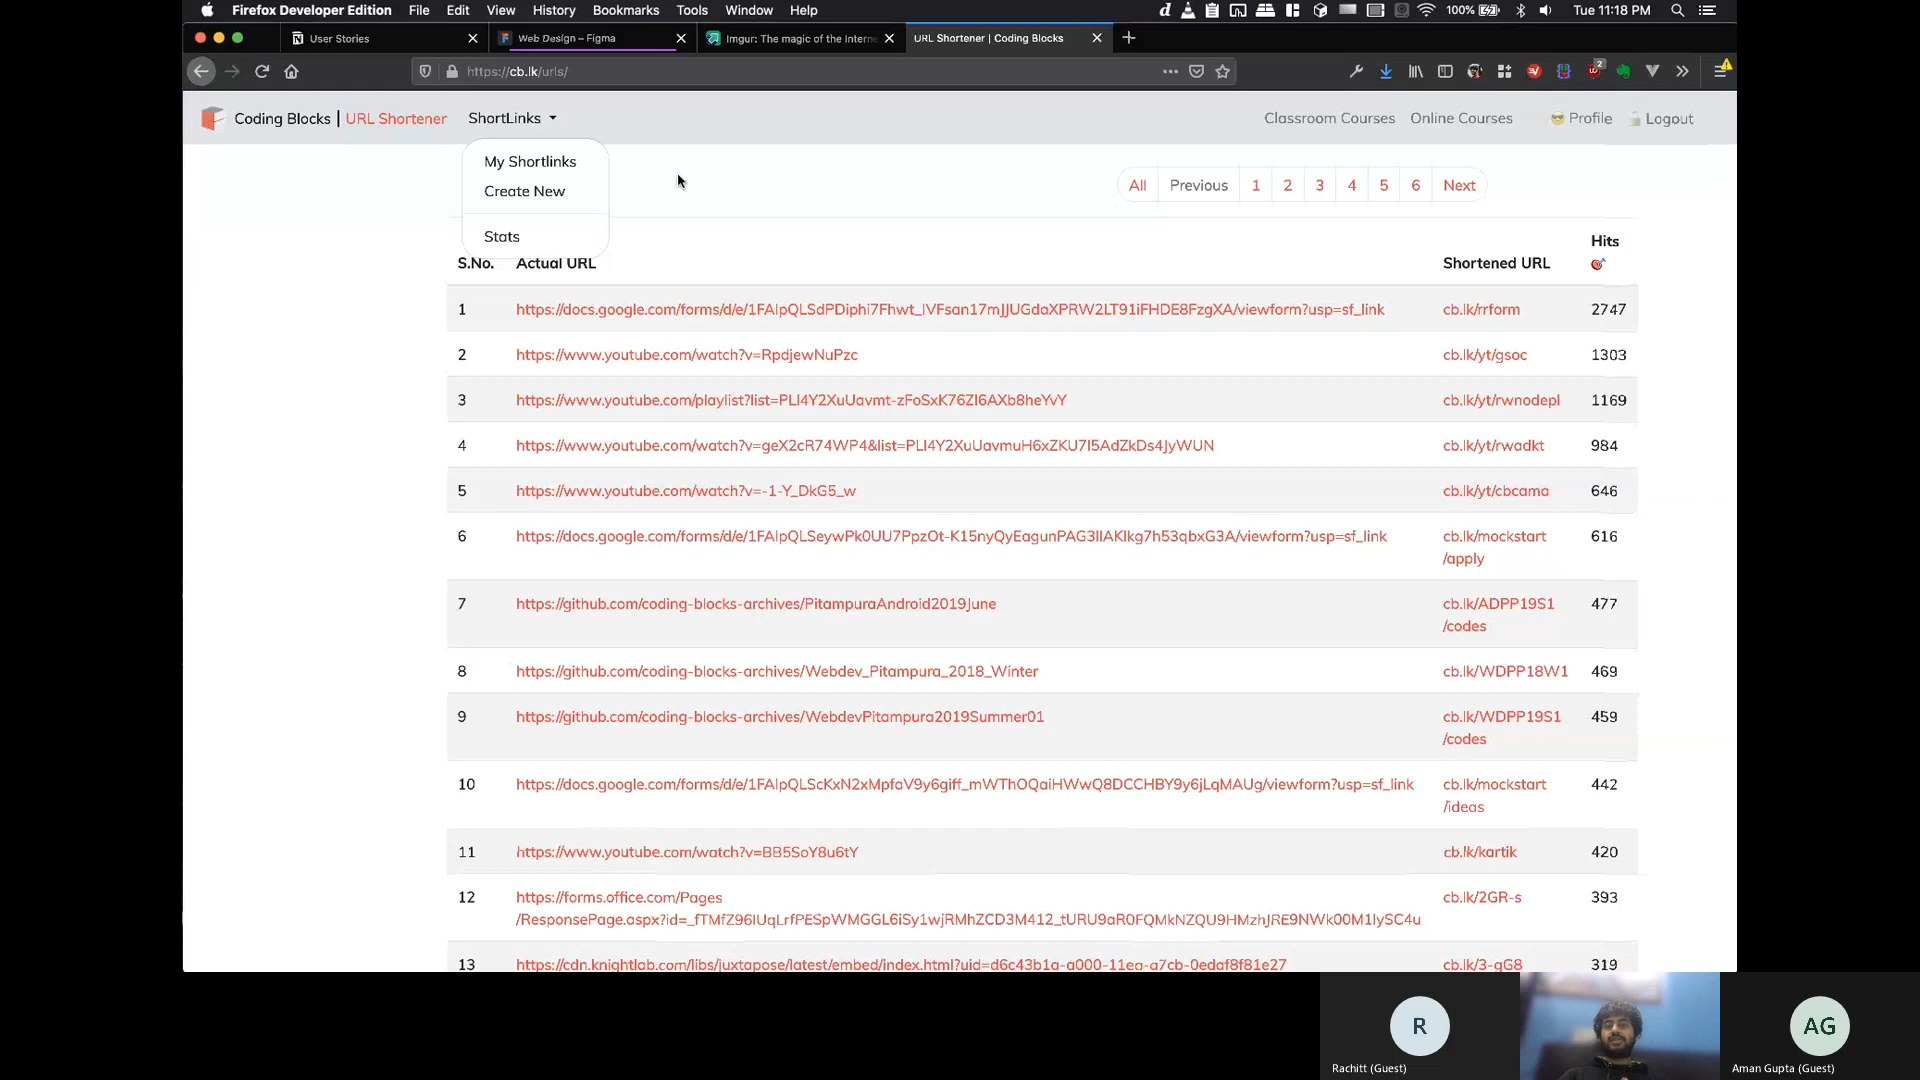 Firefox Developer Edition File Edit View History Bookmarks Tools Window Help 100% Tue 11:18 PM
User Stories Web Design – Figma Imgur: The magic of the Interne URL Shortener | Coding Blocks
https://cb.lk/urls/ 2
Coding Blocks | URL Shortener ShortLinks Classroom Courses Online Courses Profile Logout
My Shortlinks
Create New
Stats
All Previous 1 2 3 4 5 6 Next
S.No. Actual URL Shortened URL Hits
1 https://docs.google.com/forms/d/e/1FAIpQLSdPDiphi7Fhwt_IVFsan17mJJUGdaXPRW2LT91iFHDE8FzgXA/viewform?usp=sf_link cb.lk/rrform 2747
2 https://www.youtube.com/watch?v=RpdjewNuPzc cb.lk/yt/gsoc 1303
3 https://www.youtube.com/playlist?list=PLl4Y2XuUavmt-zFoSxK76ZI6AXb8heYvY cb.lk/yt/rwnodepl 1169
4 https://www.youtube.com/watch?v=geX2cR74WP4&list=PLl4Y2XuUavmuH6xZKU7I5AdZkDs4JyWUN cb.lk/yt/rwadkt 984
5 https://www.youtube.com/watch?v=-1-Y_DkG5_w cb.lk/yt/cbcama 646
6 https://docs.google.com/forms/d/e/1FAIpQLSeywPk0UU7PpzOt-K15nyQyEagunPAG3IIAKIkg7h53qbxG3A/viewform?usp=sf_link cb.lk/mockstart 616
/apply
7 https://github.com/coding-blocks-archives/PitampuraAndroid2019June cb.lk/ADPP19S1 477
/codes
8 https://github.com/coding-blocks-archives/Webdev_Pitampura_2018_Winter cb.lk/WDPP18W1 469
9 https://github.com/coding-blocks-archives/WebdevPitampura2019Summer01 cb.lk/WDPP19S1 459
/codes
10 https://docs.google.com/forms/d/e/1FAIpQLScKxN2xMpfaV9y6giff_mWThOQaiHWwQ8DCCHBY9y6jLqMAUg/viewform?usp=sf_link cb.lk/mockstart 442
/ideas
11 https://www.youtube.com/watch?v=BB5SoY8u6tY cb.lk/kartik 420
12 https://forms.office.com/Pages cb.lk/2GR-s 393
/ResponsePage.aspx?id=_fTMfZ96IUqLrfPESpWMGGL6iSy1wjRMhZCD3M412_tURU9aR0FQMkNZQU9HMzhJRE9NWk00M1IySC4u
13 https://cdn.knightlab.com/libs/juxtapose/latest/embed/index.html?uid=d6c43b1a-a000-11ea-a7cb-0edaf8f81e27 cb.lk/3-gG8 319
R AG
Rachitt (Guest) Aman Gupta (Guest)